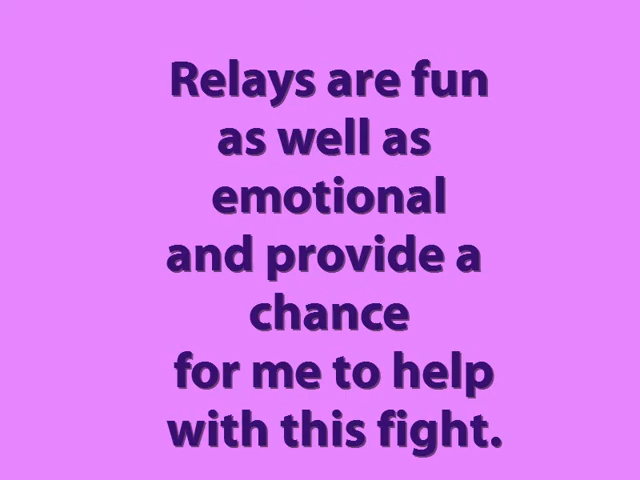 Relays are fun
as well as
emotional
and provide a
chance
for me to help
with this fight.